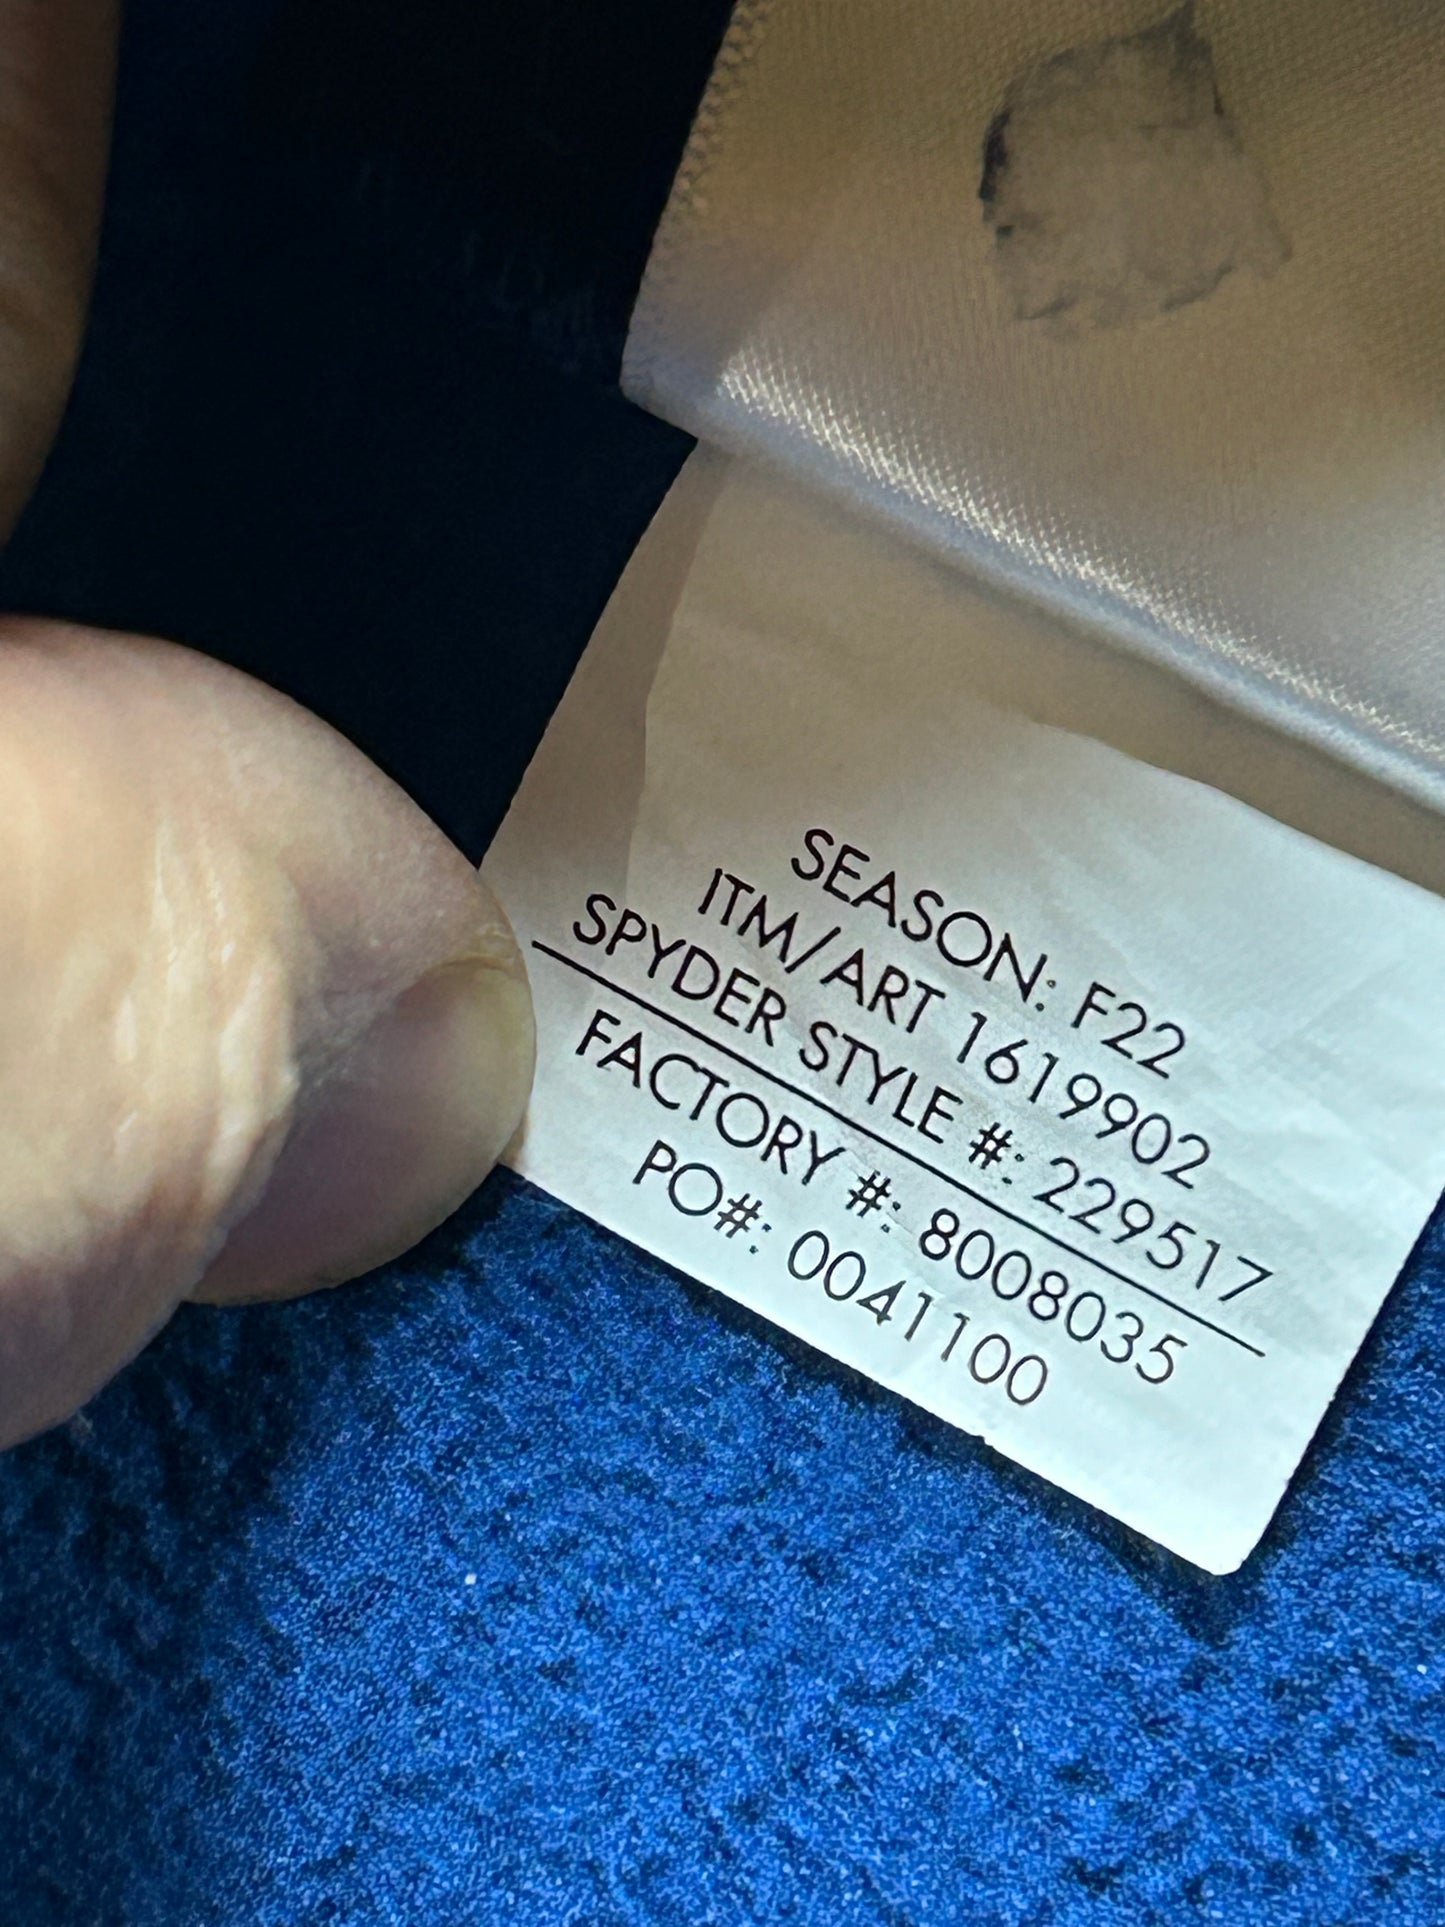 SEASON: F22
ITM/ART 1619902
SPYDER STYLE #: 229517
FACTORY #: 8008035
PO#: 0041100